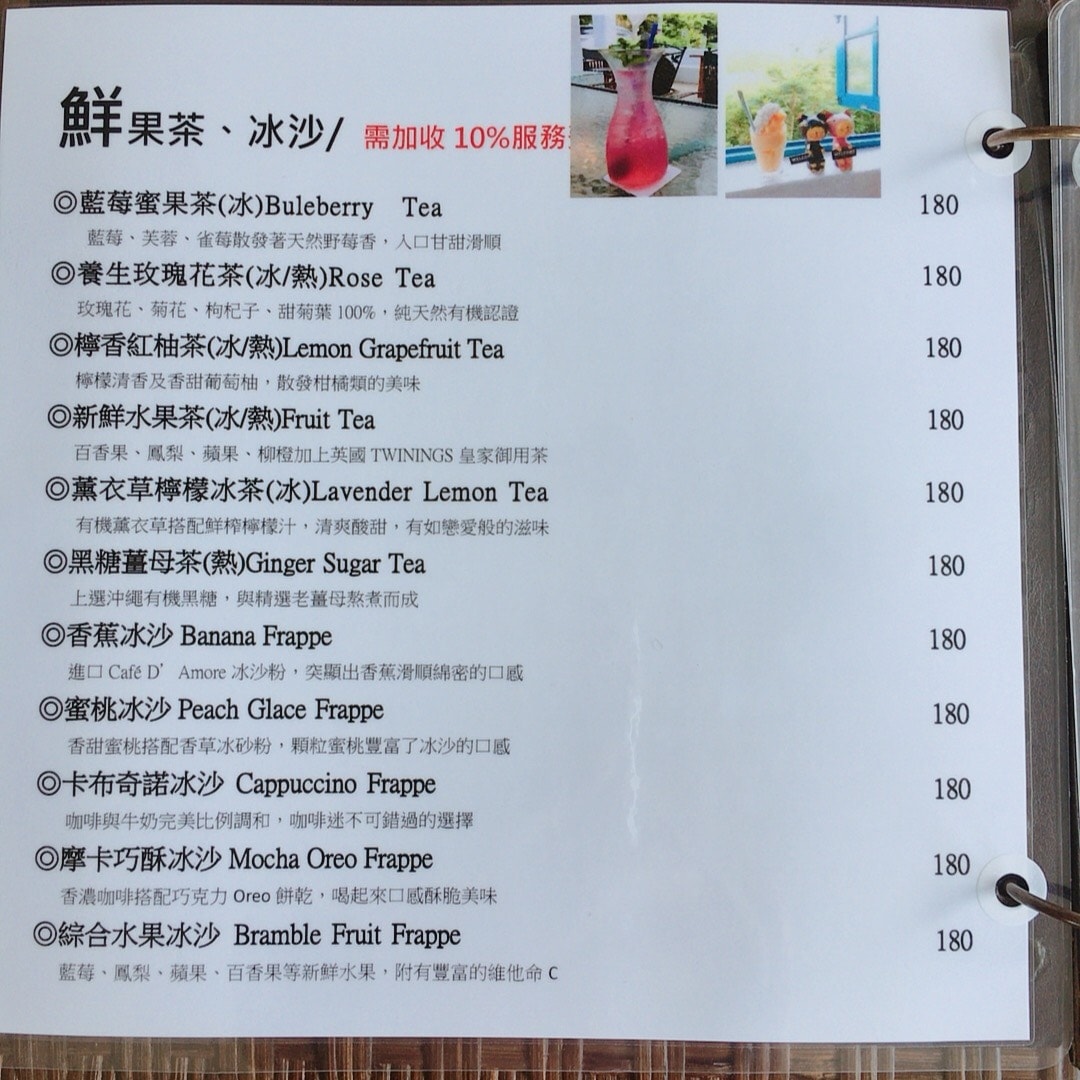 鮮果茶、冰沙/ 需加收 10%服務
◎藍莓蜜果茶(冰)Buleberry Tea 180
藍莓、芙蓉、雀莓散發著天然野莓香，入口甘甜滑順
◎養生玫瑰花茶(冰/熱)Rose Tea 180
玫瑰花、菊花、枸杞子、甜菊葉 100%，純天然有機認證
◎檸香紅柚茶(冰/熱)Lemon Grapefruit Tea 180
檸檬清香及香甜葡萄柚，散發柑橘類的美味
◎新鮮水果茶(冰/熱)Fruit Tea 180
百香果、鳳梨、蘋果、柳橙加上英國 TWININGS 皇家御用茶
◎薰衣草檸檬冰茶(冰)Lavender Lemon Tea 180
有機薰衣草搭配鮮榨檸檬汁，清爽酸甜，有如戀愛般的滋味
◎黑糖薑母茶(熱)Ginger Sugar Tea 180
上選沖繩有機黑糖，與精選老薑母熬煮而成
◎香蕉冰沙 Banana Frappe 180
進口 Café D’ Amore 冰沙粉，突顯出香蕉滑順綿密的口感
◎蜜桃冰沙 Peach Glace Frappe 180
香甜蜜桃搭配香草冰砂粉，顆粒蜜桃豐富了冰沙的口感
◎卡布奇諾冰沙 Cappuccino Frappe 180
咖啡與牛奶完美比例調和，咖啡迷不可錯過的選擇
◎摩卡巧酥冰沙 Mocha Oreo Frappe 180
香濃咖啡搭配巧克力 Oreo 餅乾，喝起來口感酥脆美味
◎綜合水果冰沙 Bramble Fruit Frappe 180
藍莓、鳳梨、蘋果、百香果等新鮮水果，附有豐富的維他命 C